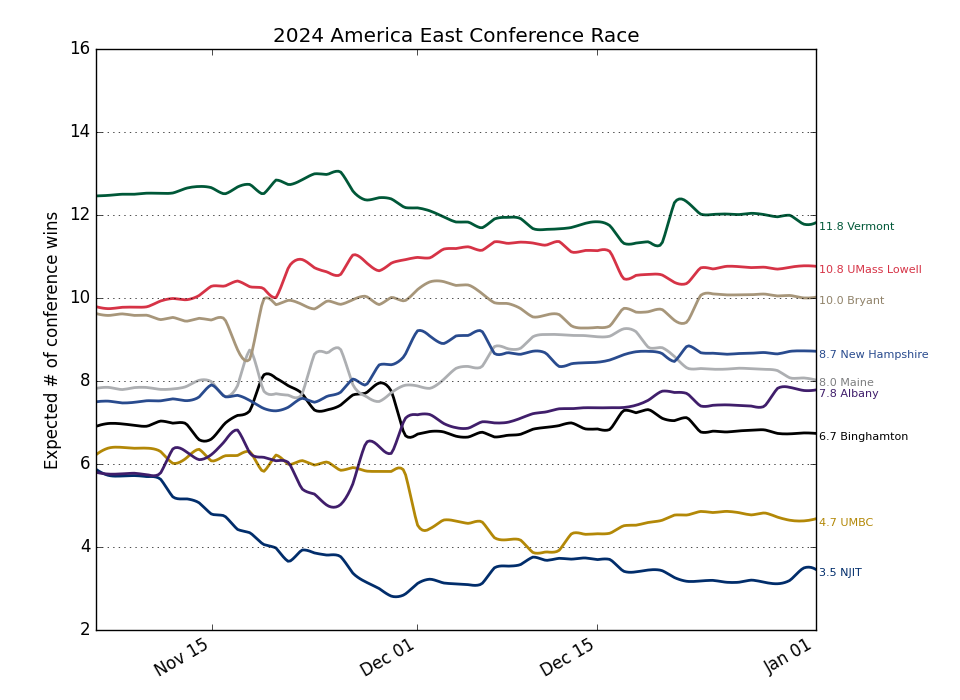 2024 America East Conference Race
Expected # of conference wins
16
14
12
10
8
6
4
2
11.8 Vermont
10.8 UMass Lowell
10.0 Bryant
8.7 New Hampshire
8.0 Maine
7.8 Albany
6.7 Binghamton
4.7 UMBC
3.5 NJIT
Nov 15
Dec 01
Dec 15
Jan 01